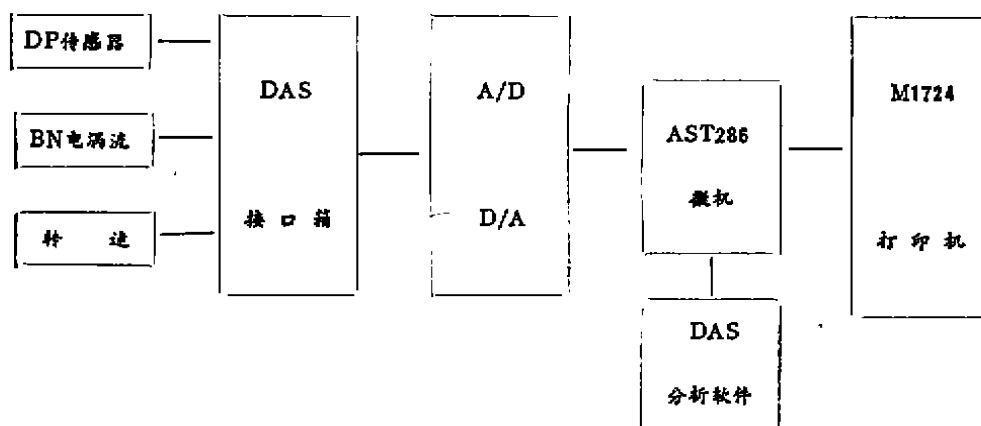 DP传感器
BN电涡流
转 速
DAS
接口箱
A/D
D/A
AST286
微机
DAS
分析软件
M1724
打印机